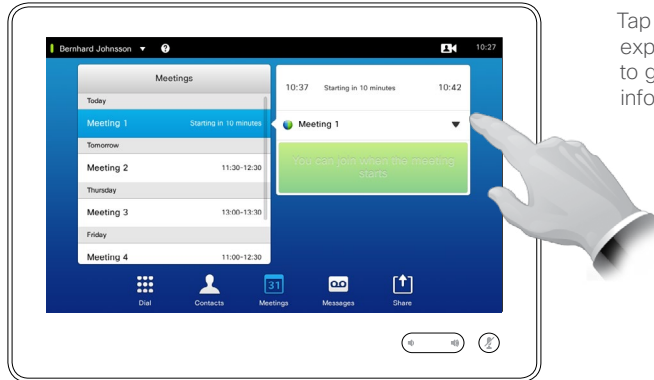 Bernhard Johnsson ? 10:27
Meetings
Today
Meeting 1 Starting in 10 minutes
Tomorrow
Meeting 2 11:30-12:30
Thursday
Meeting 3 13:00-13:30
Friday
Meeting 4 11:00-12:30
10:37 Starting in 10 minutes 10:42
Meeting 1
You can join when the meeting
starts
Dial Contacts 31 Meetings Messages Share
Tap
exp
to g
info